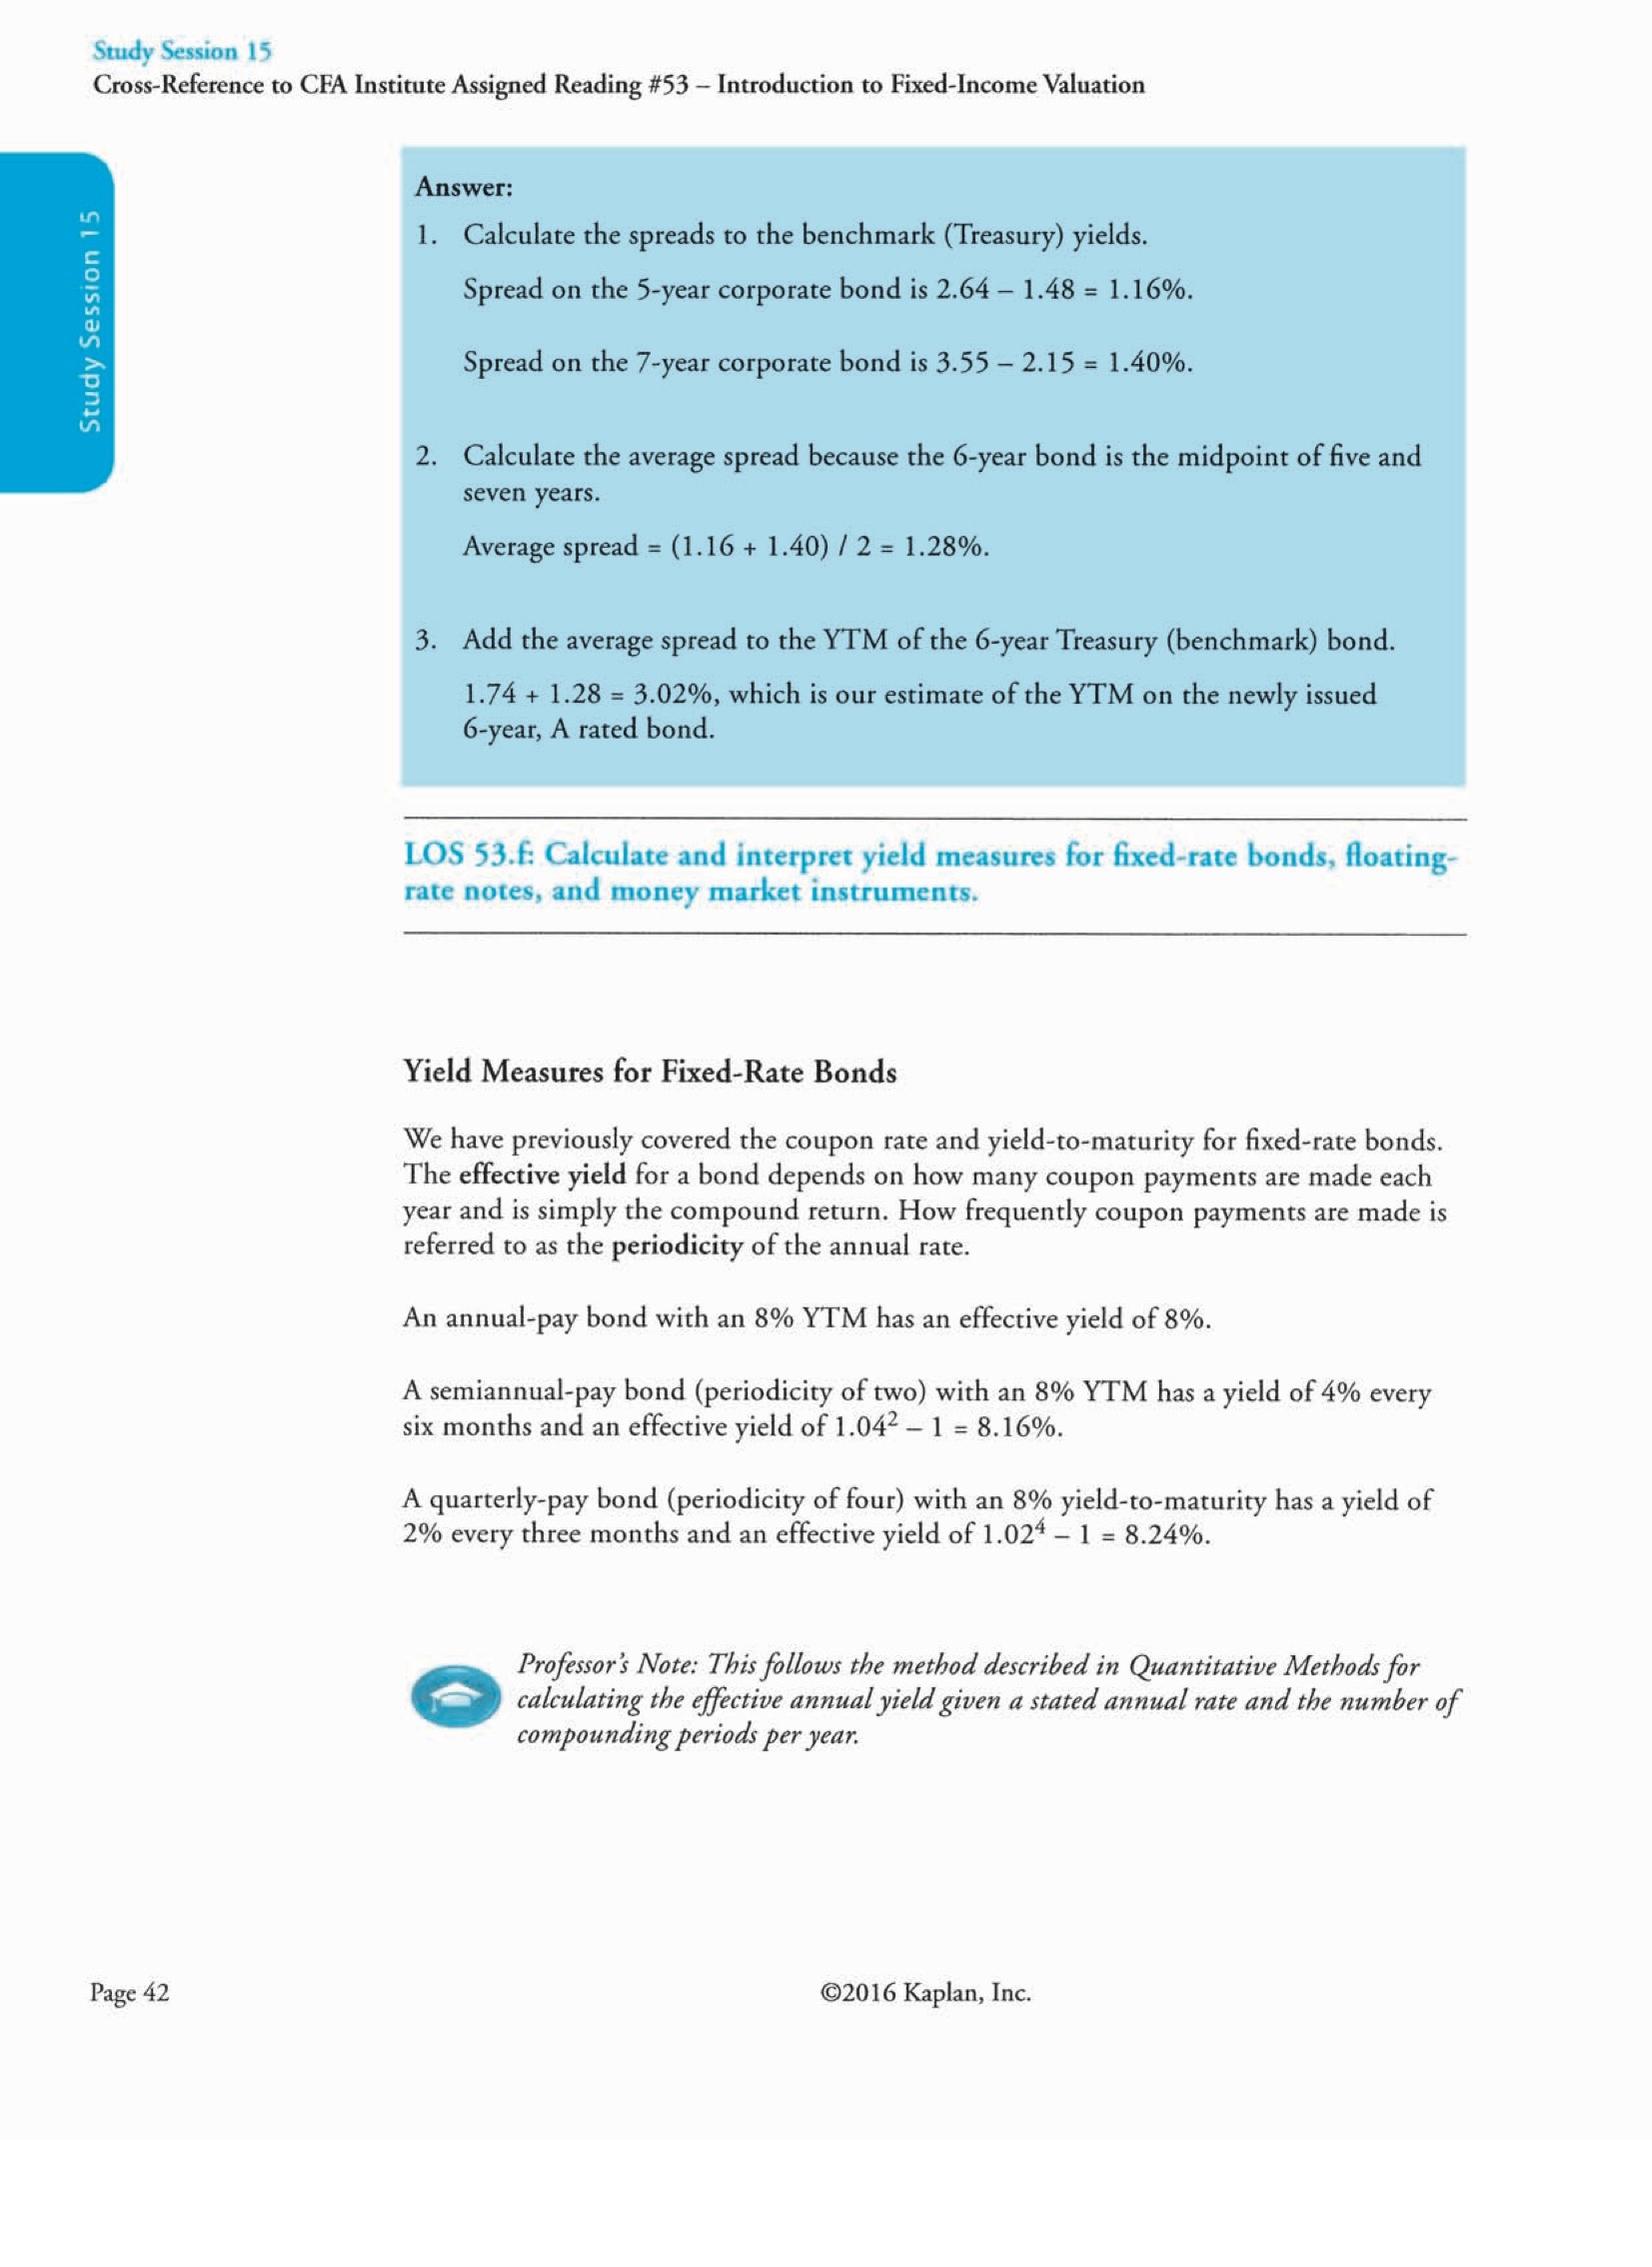 Study Session 15
Cross-Reference to CFA Institute Assigned Reading #53 – Introduction to Fixed-Income Valuation
Study Session 15
Answer:
1. Calculate the spreads to the benchmark (Treasury) yields.
Spread on the 5-year corporate bond is 2.64 – 1.48 = 1.16%.
Spread on the 7-year corporate bond is 3.55 – 2.15 = 1.40%.
2. Calculate the average spread because the 6-year bond is the midpoint of five and
seven years.
Average spread = (1.16 + 1.40) / 2 = 1.28%.
3. Add the average spread to the YTM of the 6-year Treasury (benchmark) bond.
1.74 + 1.28 = 3.02%, which is our estimate of the YTM on the newly issued
6-year, A rated bond.
LOS 53.f: Calculate and interpret yield measures for fixed-rate bonds, floating-
rate notes, and money market instruments.
Yield Measures for Fixed-Rate Bonds
We have previously covered the coupon rate and yield-to-maturity for fixed-rate bonds.
The effective yield for a bond depends on how many coupon payments are made each
year and is simply the compound return. How frequently coupon payments are made is
referred to as the periodicity of the annual rate.
An annual-pay bond with an 8% YTM has an effective yield of 8%.
A semiannual-pay bond (periodicity of two) with an 8% YTM has a yield of 4% every
six months and an effective yield of 1.04² – 1 = 8.16%.
A quarterly-pay bond (periodicity of four) with an 8% yield-to-maturity has a yield of
2% every three months and an effective yield of 1.02⁴ – 1 = 8.24%.
Professor's Note: This follows the method described in Quantitative Methods for
calculating the effective annual yield given a stated annual rate and the number of
compounding periods per year.
Page 42
©2016 Kaplan, Inc.